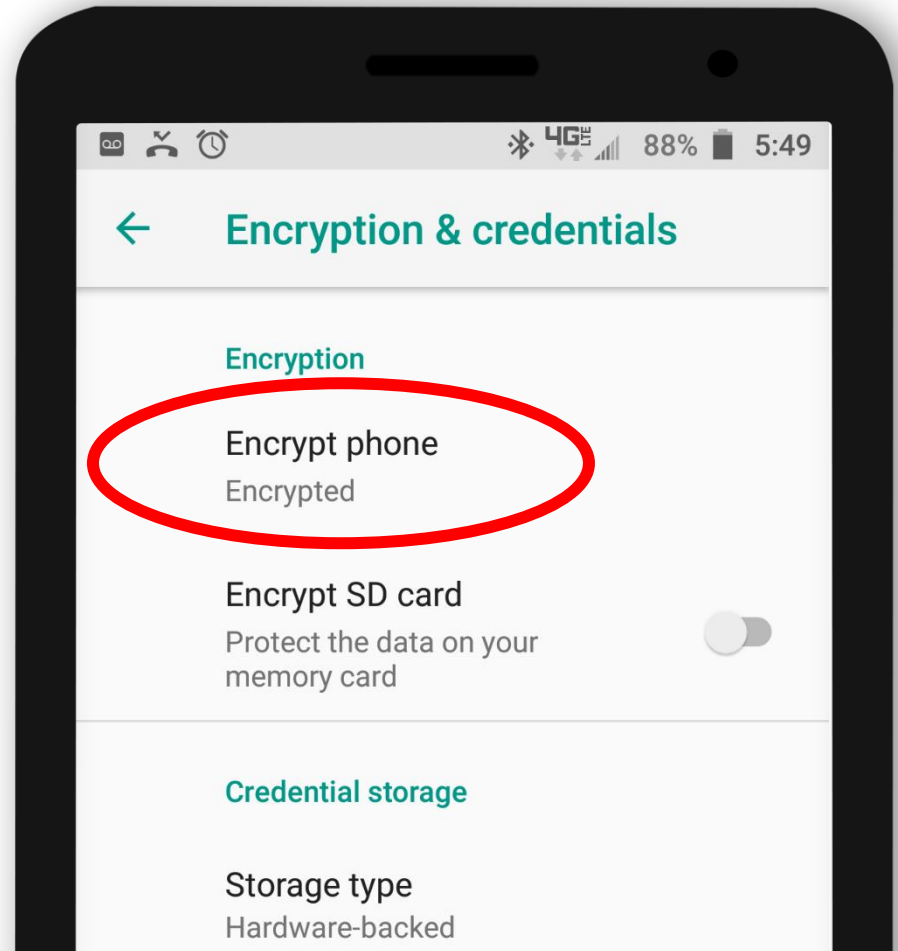 4G LTE 88% 5:49
Encryption & credentials
Encryption
Encrypt phone
Encrypted
Encrypt SD card
Protect the data on your
memory card
Credential storage
Storage type
Hardware-backed